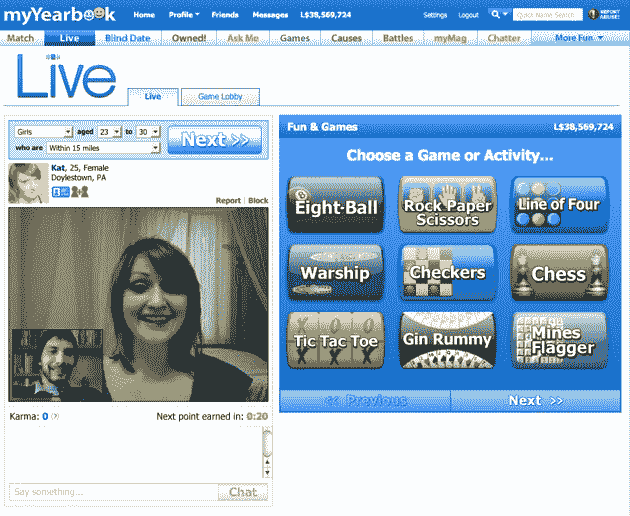 myYearbook Home Profile Friends Messages L$38,569,724 Settings Logout Quick Name Search REPORT ABUSE!
Match Live Blind Date Owned! Ask Me Games Causes Battles myMag Chatter More Fun
Live
Live Game Lobby
Girls aged 23 to 30 Next >>
who are Within 15 miles
Kat, 25, Female
Doylestown, PA
Report | Block
Karma: 0 (?) Next point earned in: 0:20
Say something... Chat
Fun & Games L$38,569,724
Choose a Game or Activity...
Eight-Ball Rock Paper Scissors Line of Four
Warship Checkers Chess
Tic Tac Toe Gin Rummy Mines Flagger
<< Previous Next >>